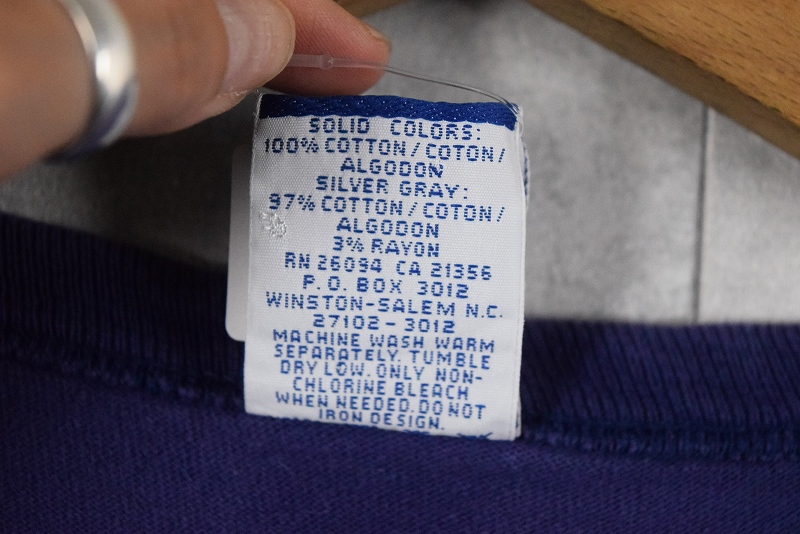 SOLID COLORS:
100% COTTON/COTON/
ALGODON
SILVER GRAY:
97% COTTON/COTON/
ALGODON
3% RAYON
RN 26094 CA 21356
P.O. BOX 3012
WINSTON-SALEM N.C.
27102-3012
MACHINE WASH WARM
SEPARATELY. TUMBLE
DRY LOW. ONLY NON-
CHLORINE BLEACH
WHEN NEEDED. DO NOT
IRON DESIGN.